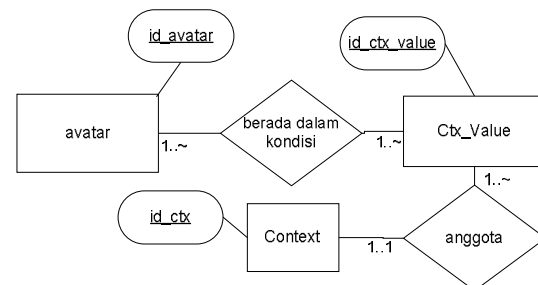 id_avatar
id_ctx_value
avatar
berada dalam
kondisi
Ctx_Value
1..~
1..~
1..~
id_ctx
Context
1..1
anggota